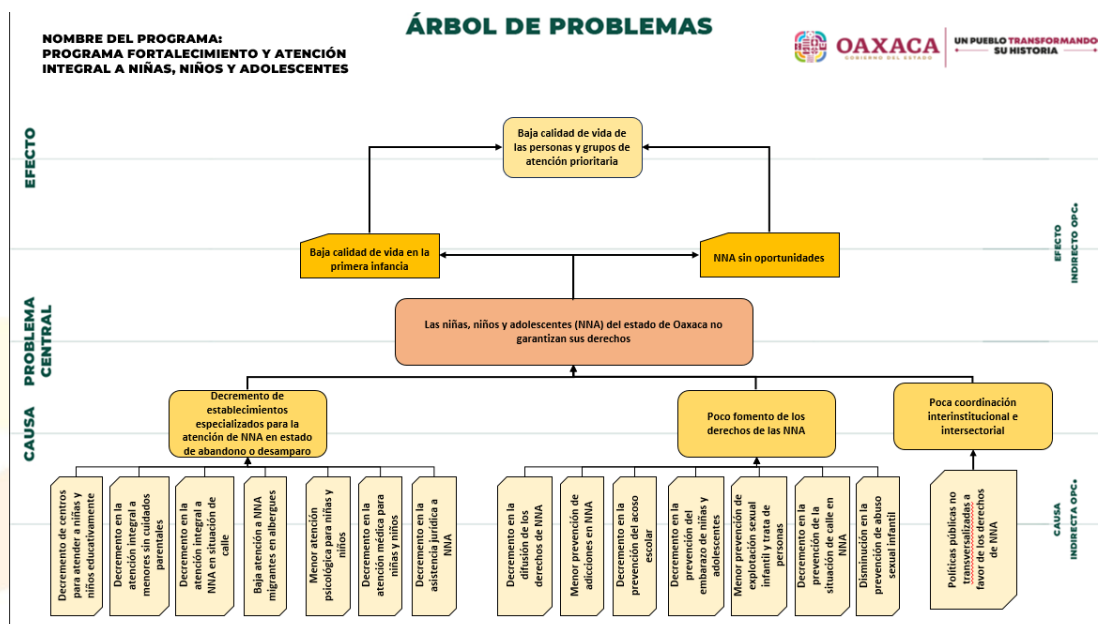 ÁRBOL DE PROBLEMAS
NOMBRE DEL PROGRAMA:
PROGRAMA FORTALECIMIENTO Y ATENCIÓN
INTEGRAL A NIÑAS, NIÑOS Y ADOLESCENTES
OAXACA
GOBIERNO DEL ESTADO
UN PUEBLO TRANSFORMANDO
SU HISTORIA
EFECTO
Baja calidad de vida de
las personas y grupos de
atención prioritaria
Baja calidad de vida en la
primera infancia
NNA sin oportunidades
EFECTO
INDIRECTO OPC.
PROBLEMA
CENTRAL
Las niñas, niños y adolescentes (NNA) del estado de Oaxaca no
garantizan sus derechos
CAUSA
Decremento de
establecimientos
especializados para la
atención de NNA en estado
de abandono o desamparo
Poco fomento de los
derechos de las NNA
Poca coordinación
interinstitucional e
intersectorial
Decremento de centros
para atender a niñas y
niños educativamente
Decremento en la
atención integral a
menores sin cuidados
parentales
Decremento en la
atención integral a
NNA en situación de
calle
Baja atención a NNA
migrantes en albergues
Menor atención
psicológica para niñas y
niños
Decremento en la
atención médica para
niñas y niños
Decremento en la
asistencia jurídica a
NNA
Decremento en la
difusión de los
derechos de NNA
Menor prevención de
adicciones en NNA
Decremento en la
prevención del acoso
escolar
Decremento en la
prevención del
embarazo de niñas y
adolescentes
Menor prevención de
explotación sexual
infantil y trata de
personas
Decremento en la
prevención de la
situación de calle en
NNA
Disminución en la
prevención de abuso
sexual infantil
Políticas públicas no
transversalizadas a
favor de los derechos
de NNA
CAUSA
INDIRECTA OPC.